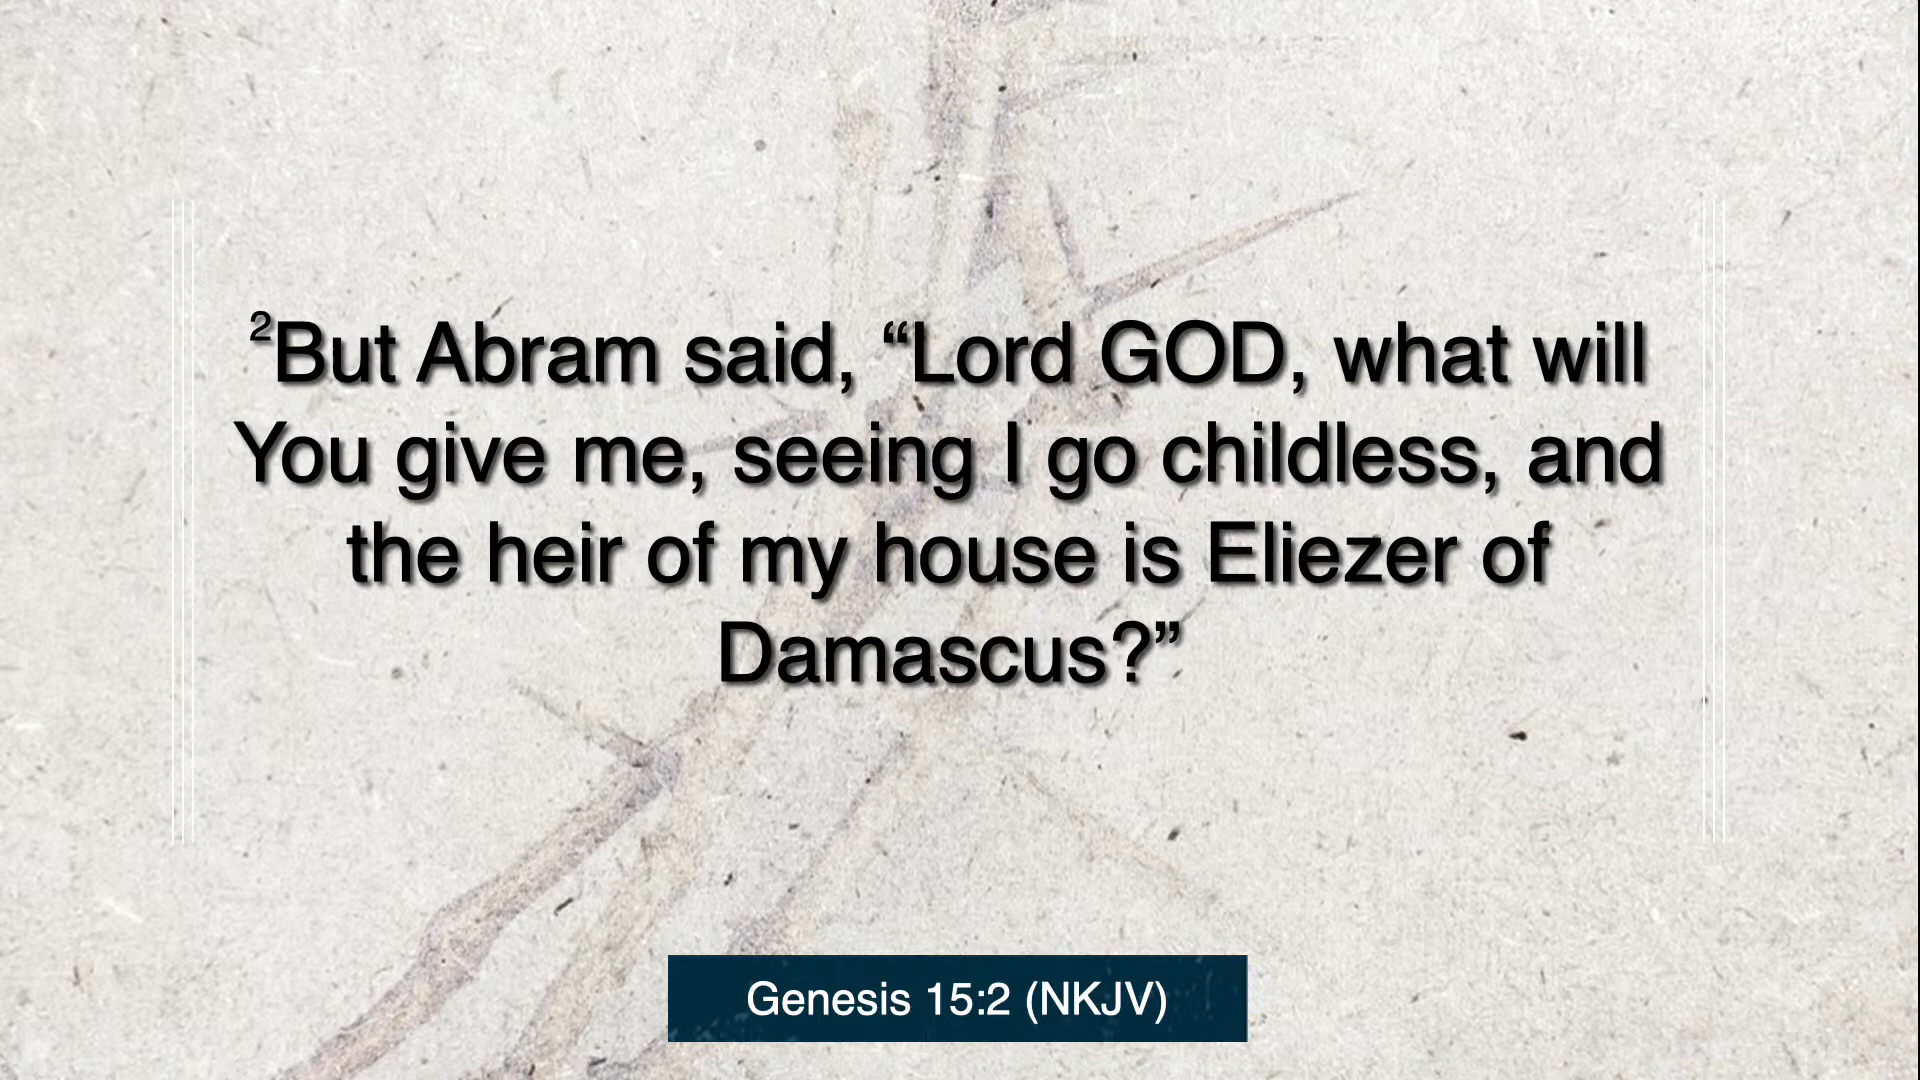 ²But Abram said, “Lord GOD, what will
You give me, seeing I go childless, and
the heir of my house is Eliezer of
Damascus?”
Genesis 15:2 (NKJV)